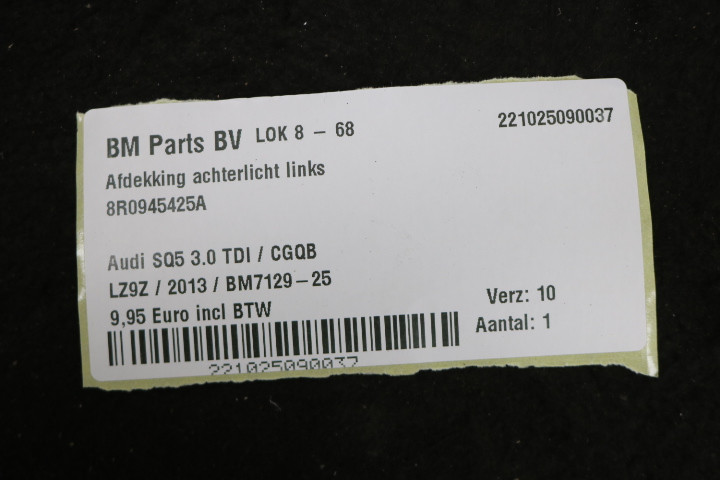 BM Parts BV LOK 8 - 68
221025090037
Afdekking achterlicht links
8R0945425A
Audi SQ5 3.0 TDI / CGQB
LZ9Z / 2013 / BM7129-25
9,95 Euro incl BTW
Verz: 10
Aantal: 1
221025090037